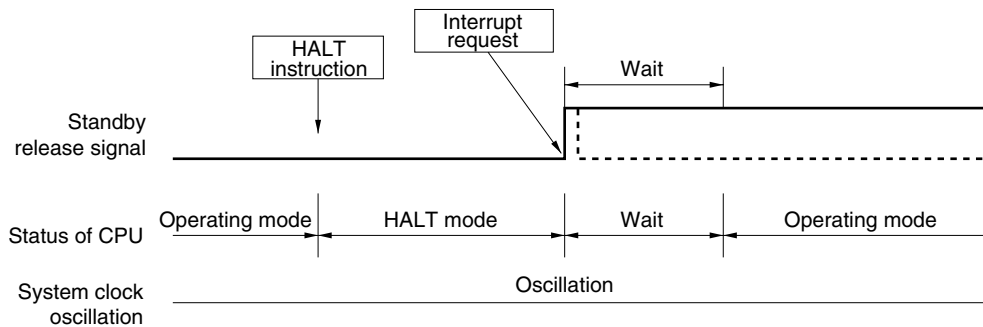 Interrupt
request
HALT
instruction
Wait
Standby
release signal
Operating mode
HALT mode
Wait
Operating mode
Status of CPU
Oscillation
System clock
oscillation